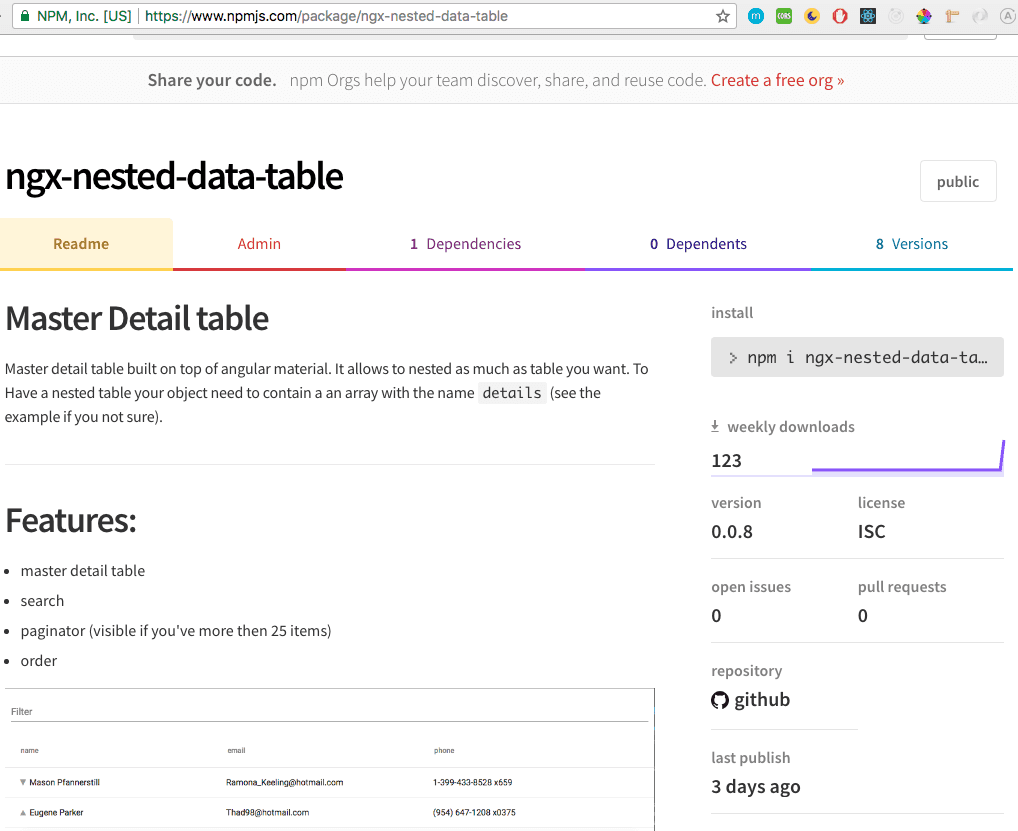 NPM, Inc. [US] https://www.npmjs.com/package/ngx-nested-data-table
CORS
Share your code. npm Orgs help your team discover, share, and reuse code. Create a free org »
ngx-nested-data-table
public
Readme
Admin
1 Dependencies
0 Dependents
8 Versions
Master Detail table
Master detail table built on top of angular material. It allows to nested as much as table you want. To
Have a nested table your object need to contain a an array with the name details (see the
example if you not sure).
Features:
• master detail table
• search
• paginator (visible if you've more then 25 items)
• order
Filter
name email phone
▼ Mason Pfannerstill Ramona_Keeling@hotmail.com 1-399-433-8528 x659
▲ Eugene Parker Thad98@hotmail.com (954) 647-1208 x0375
install
> npm i ngx-nested-data-ta…
weekly downloads
123
version license
0.0.8 ISC
open issues pull requests
0 0
repository
github
last publish
3 days ago